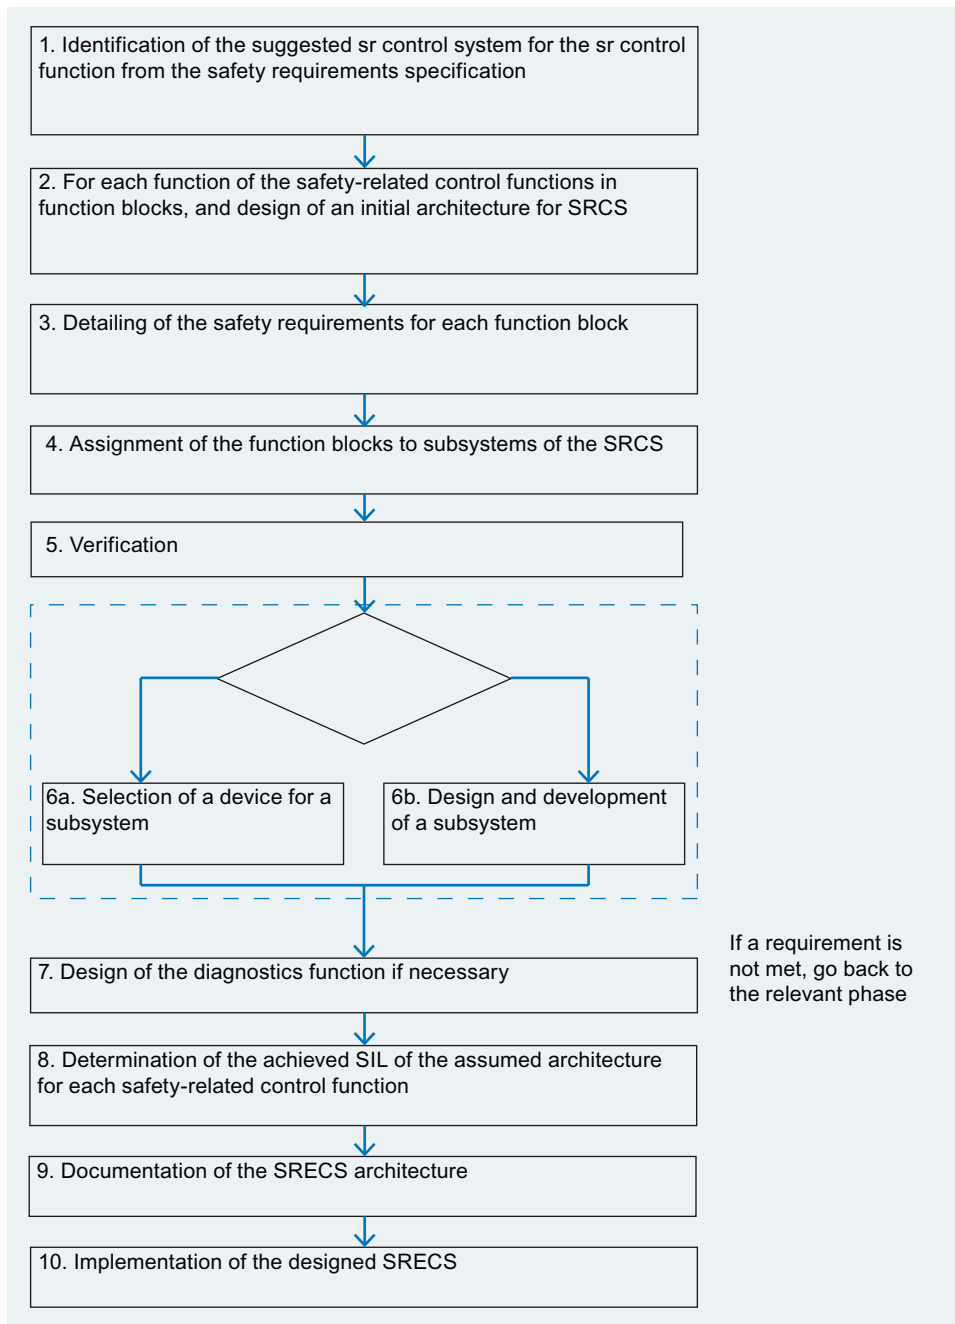 1. Identification of the suggested sr control system for the sr control
function from the safety requirements specification
2. For each function of the safety-related control functions in
function blocks, and design of an initial architecture for SRCS
3. Detailing of the safety requirements for each function block
4. Assignment of the function blocks to subsystems of the SRCS
5. Verification
6a. Selection of a device for a
subsystem
6b. Design and development
of a subsystem
If a requirement is
not met, go back to
the relevant phase
7. Design of the diagnostics function if necessary
8. Determination of the achieved SIL of the assumed architecture
for each safety-related control function
9. Documentation of the SRECS architecture
10. Implementation of the designed SRECS